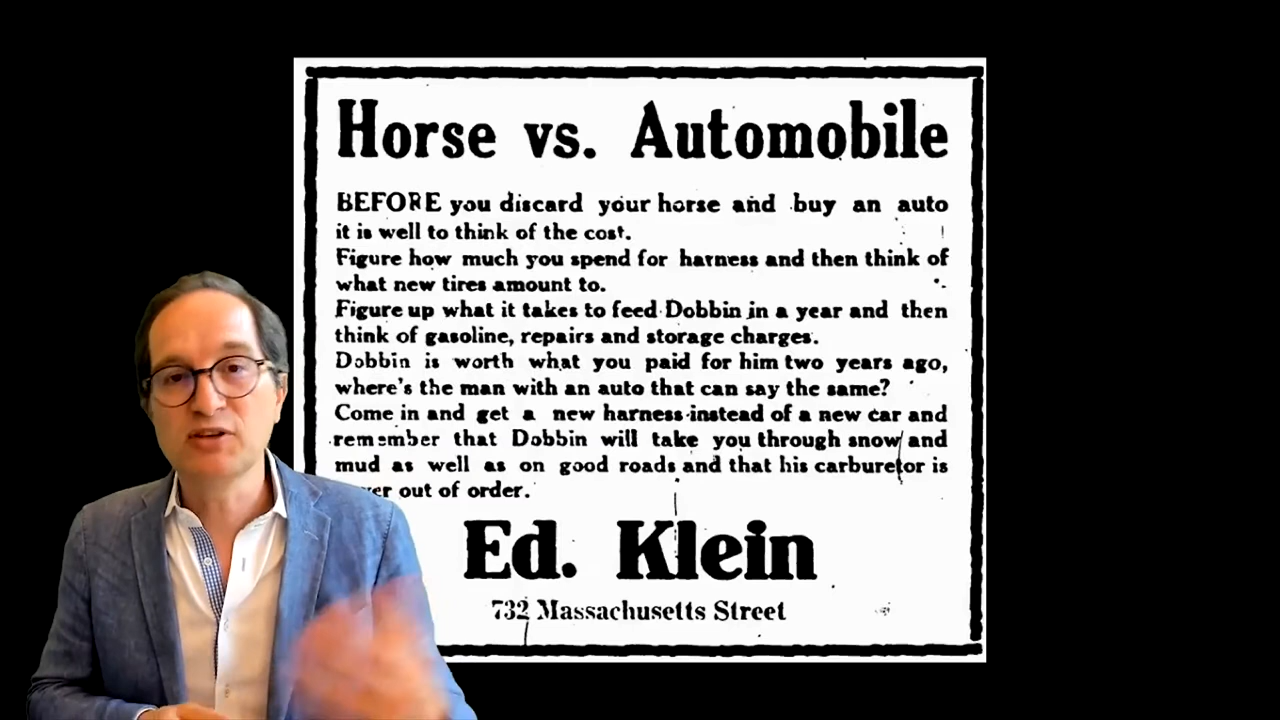 Horse vs. Automobile
BEFORE you discard your horse and buy an auto
it is well to think of the cost.
Figure how much you spend for harness and then think of
what new tires amount to.
Figure up what it takes to feed Dobbin in a year and then
think of gasoline, repairs and storage charges.
Dobbin is worth what you paid for him two years ago,
where's the man with an auto that can say the same?
Come in and get a new harness instead of a new car and
remember that Dobbin will take you through snow and
mud as well as on good roads and that his carburetor is
out of order.
Ed. Klein
732 Massachusetts Street